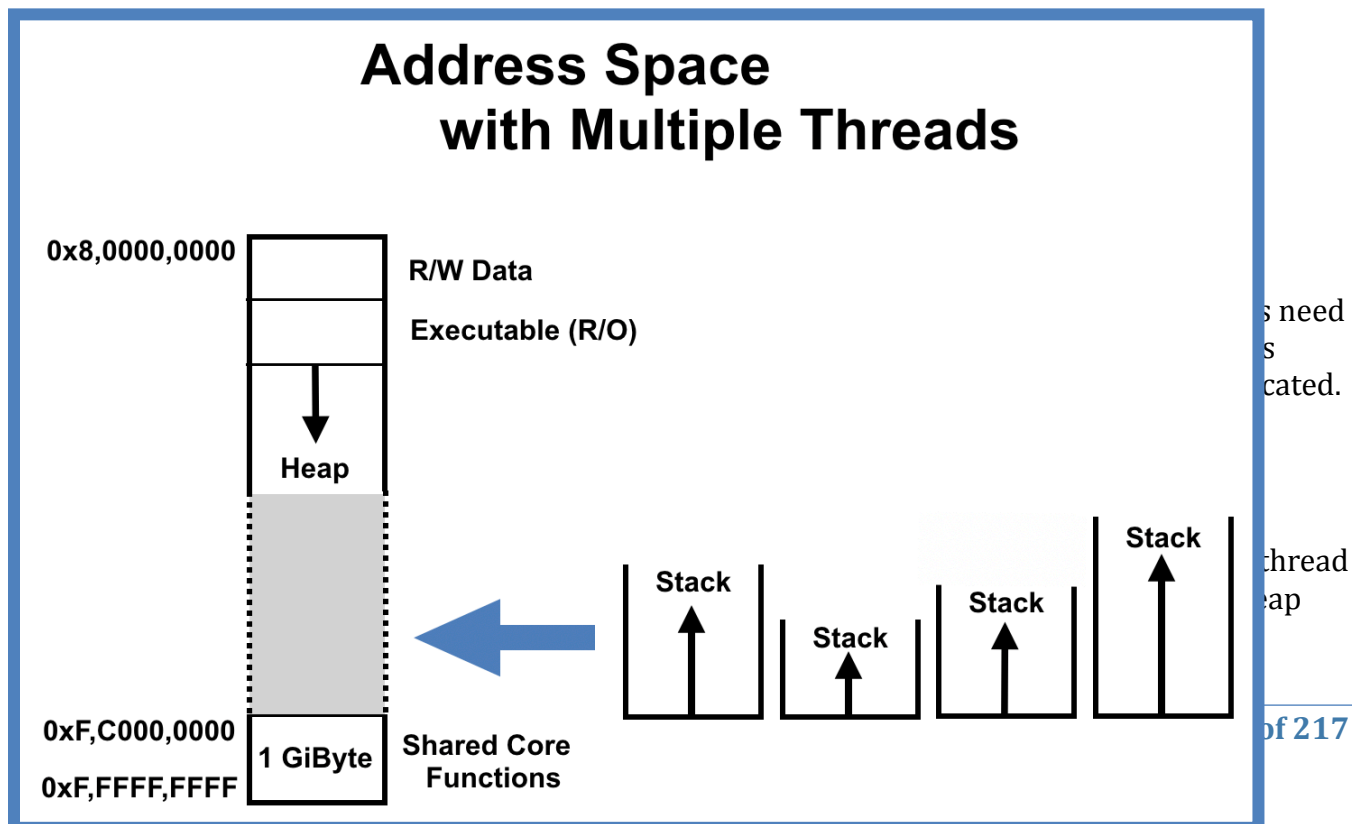 Address Space
with Multiple Threads
0x8,0000,0000
R/W Data
Executable (R/O)
need
s
Heap
Stack
Stack
Stack
Stack
thread
0xF,C000,0000
1 GiByte
Shared Core
Functions
0xF,FFFF,FFFF
of 217